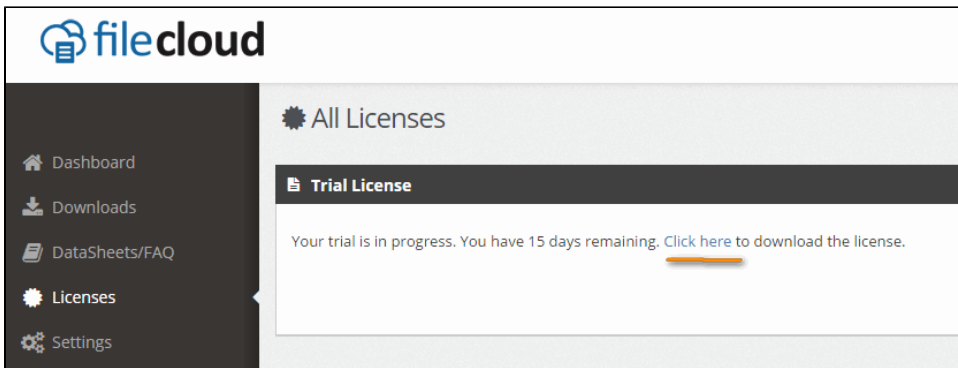 filecloud
All Licenses
Dashboard
Downloads
DataSheets/FAQ
Licenses
Settings
Trial License
Your trial is in progress. You have 15 days remaining. Click here to download the license.